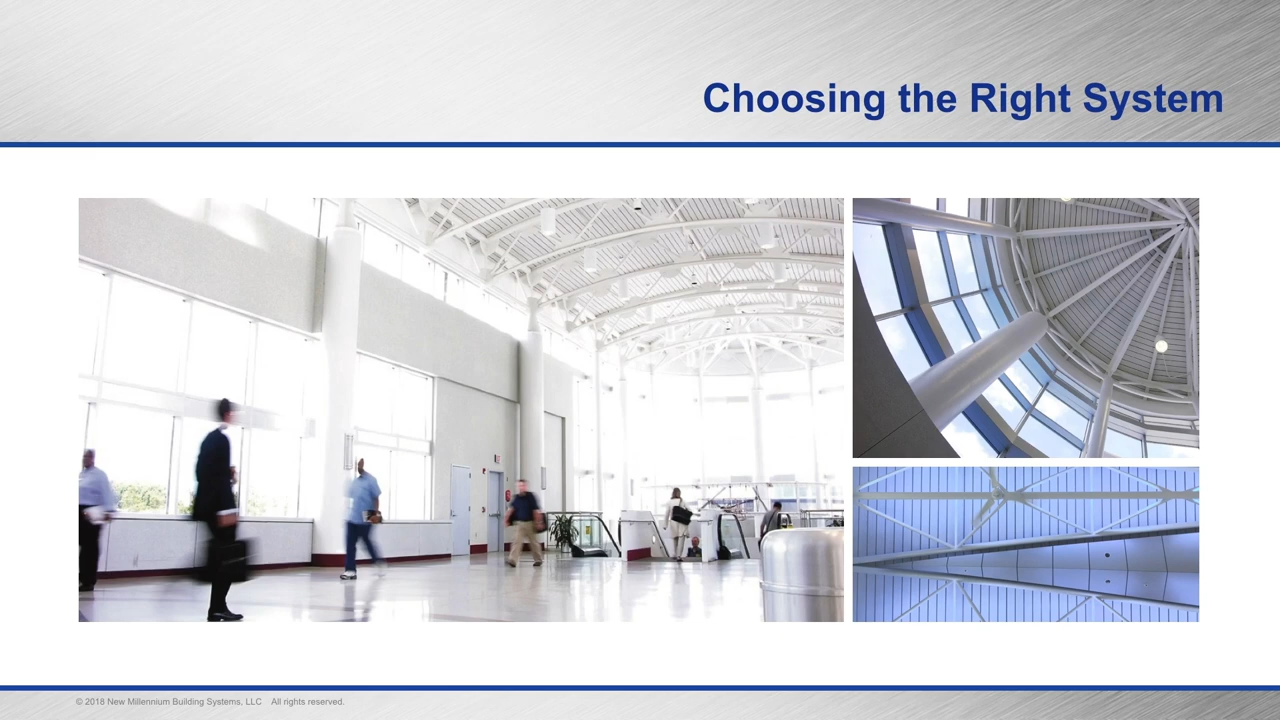 Choosing the Right System
© 2018 New Millennium Building Systems, LLC All rights reserved.